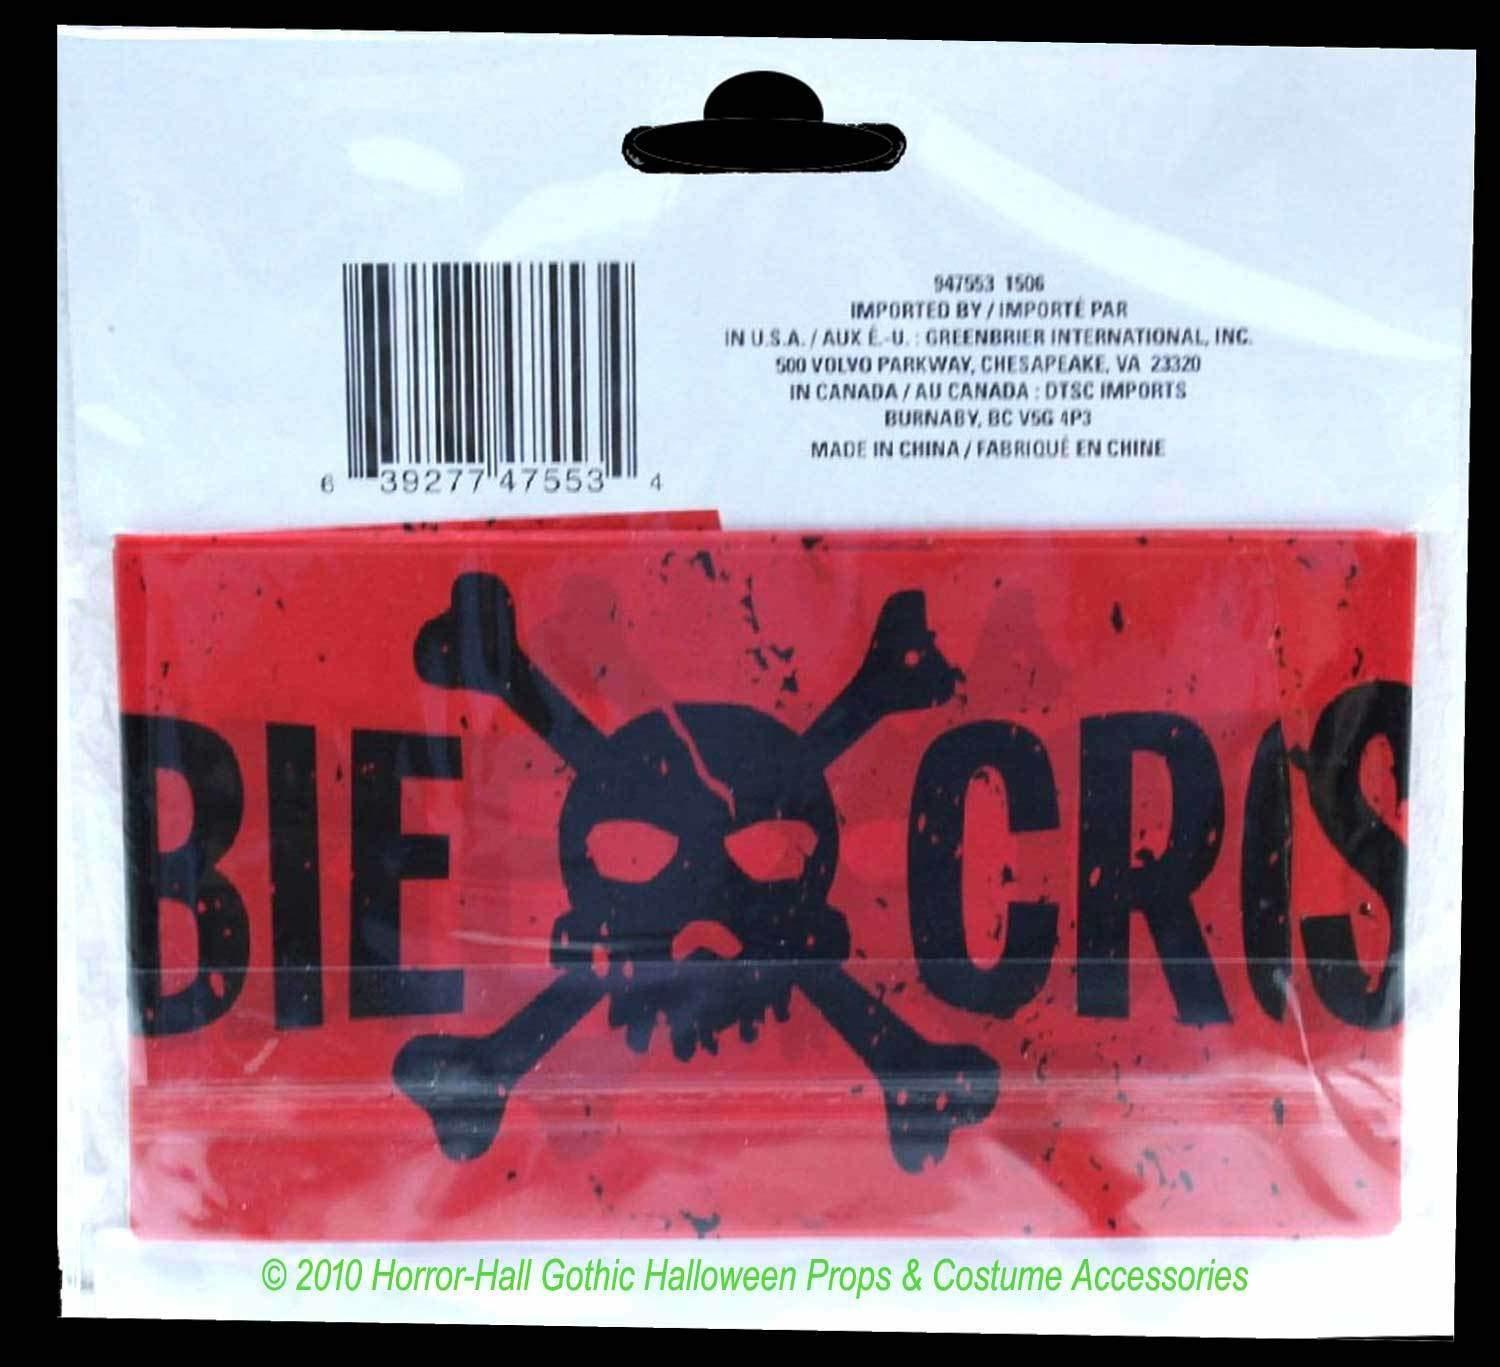 947553 1506
IMPORTED BY / IMPORTÉ PAR
IN U.S.A. / AUX É.-U. : GREENBRIER INTERNATIONAL, INC.
500 VOLVO PARKWAY, CHESAPEAKE, VA 23320
IN CANADA / AU CANADA : DTSC IMPORTS
BURNABY, BC V5G 4P3
MADE IN CHINA / FABRIQUÉ EN CHINE
6 39277 47553 4
BIE CRIS
© 2010 Horror-Hall Gothic Halloween Props & Costume Accessories